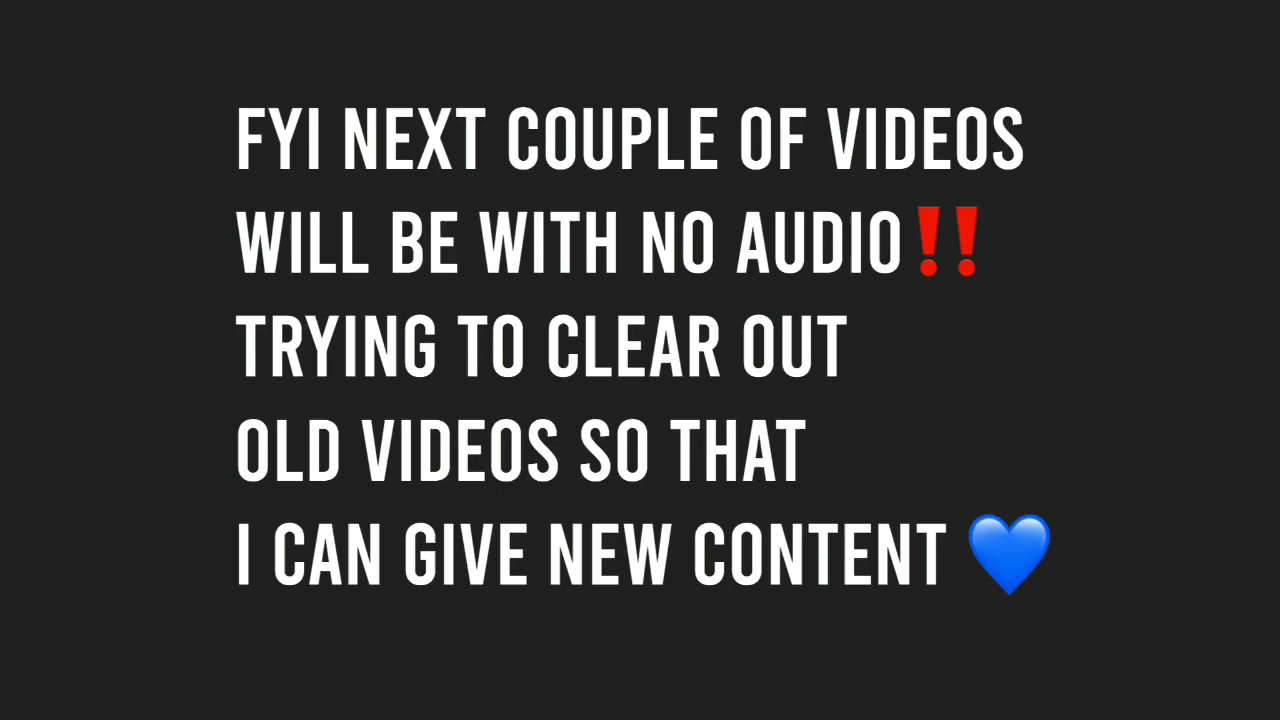 FYI NEXT COUPLE OF VIDEOS
WILL BE WITH NO AUDIO‼️
TRYING TO CLEAR OUT
OLD VIDEOS SO THAT
I CAN GIVE NEW CONTENT 💙